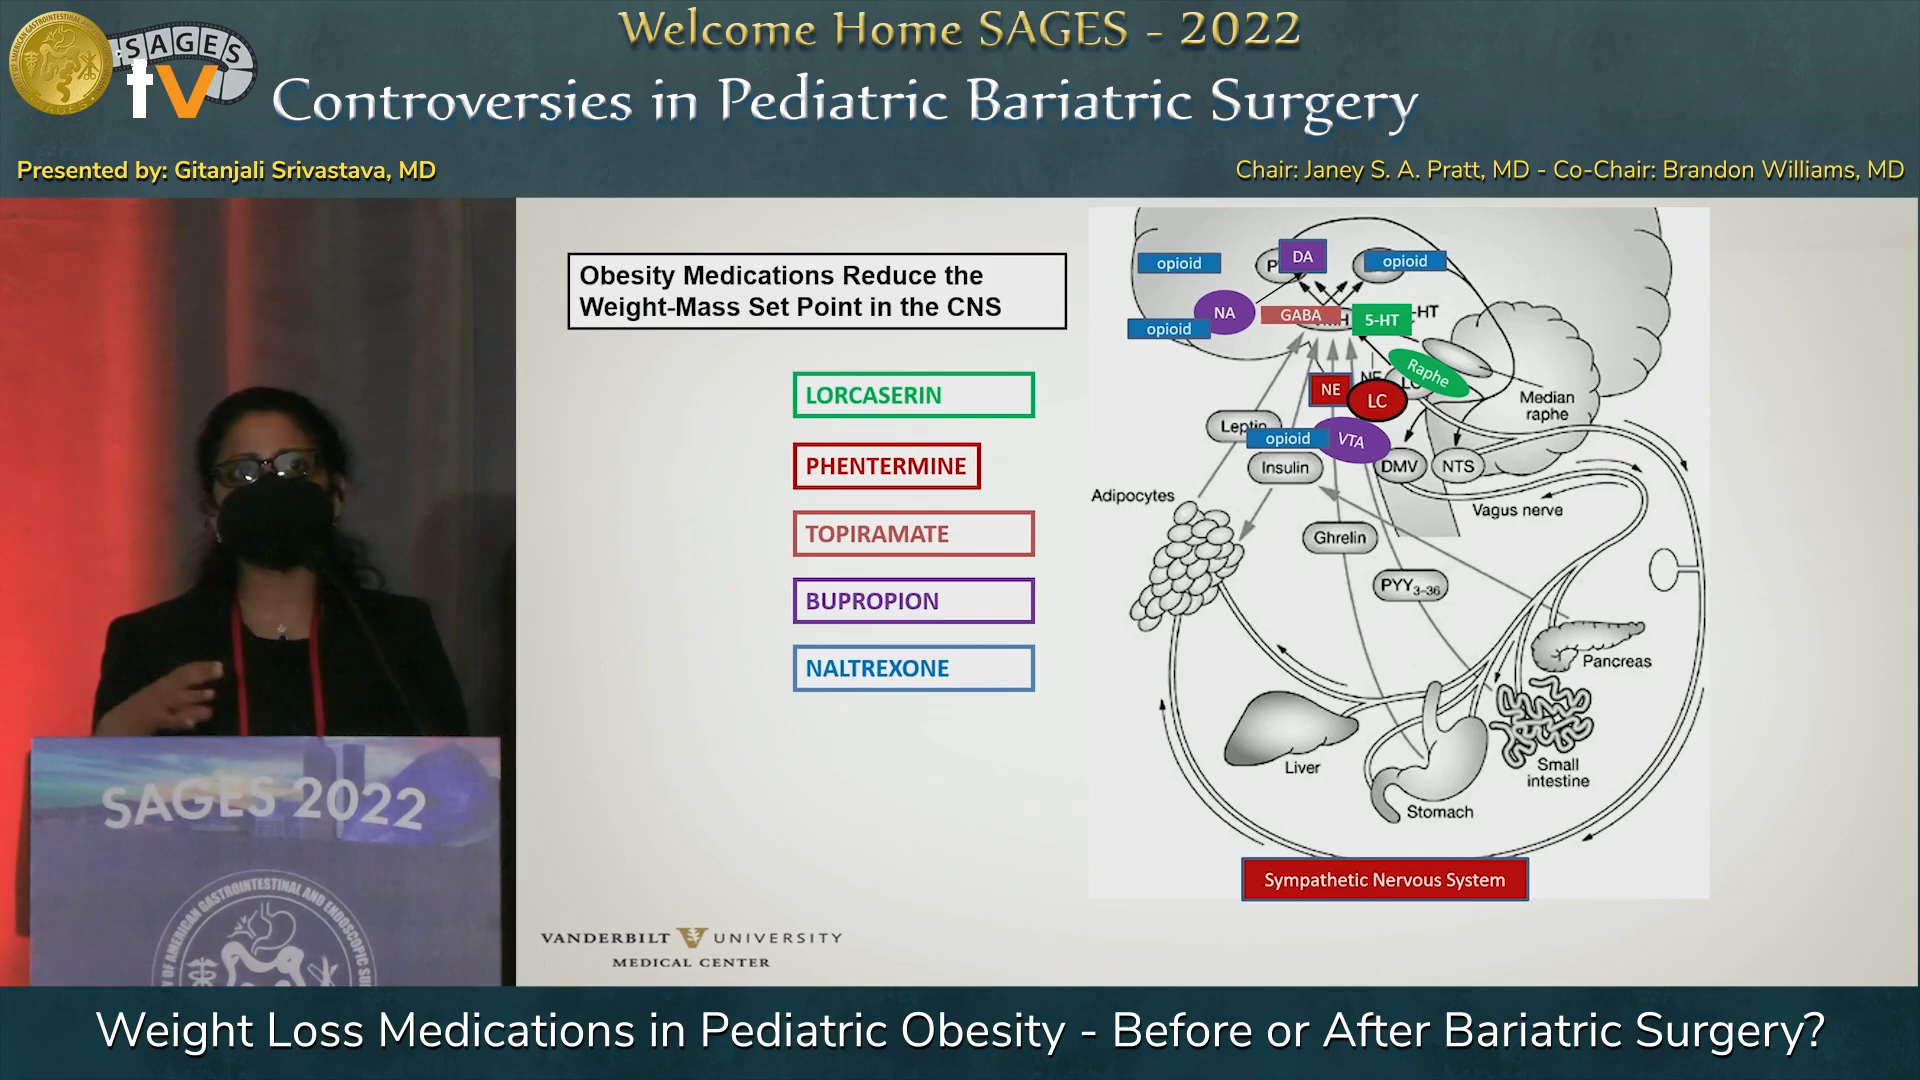 Welcome Home SAGES - 2022
SAGES
tv
Controversies in Pediatric Bariatric Surgery
Presented by: Gitanjali Srivastava, MD
Chair: Janey S. A. Pratt, MD - Co-Chair: Brandon Williams, MD
Obesity Medications Reduce the
Weight-Mass Set Point in the CNS
LORCASERIN
PHENTERMINE
TOPIRAMATE
BUPROPION
NALTREXONE
opioid
DA
opioid
NA
GABA
5-HT
-HT
opioid
Raphe
NE
LC
Median
raphe
Leptin
opioid
VTA
Insulin
DMV
NTS
Adipocytes
Vagus nerve
Ghrelin
PYY3–36
Pancreas
Liver
Small
intestine
Stomach
Sympathetic Nervous System
VANDERBILT UNIVERSITY
MEDICAL CENTER
SAGES 2022
OF AMERICAN GASTROINTESTINAL AND ENDOSCOPIC
Weight Loss Medications in Pediatric Obesity - Before or After Bariatric Surgery?